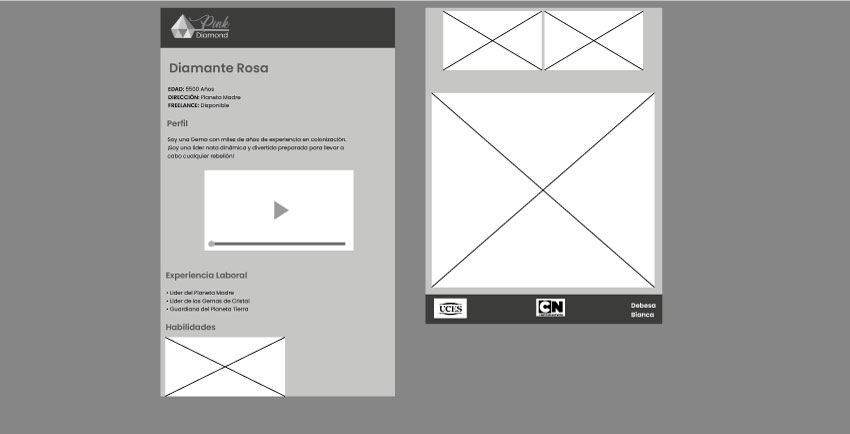 Pink
Diamond
Diamante Rosa
EDAD: 5500 Años
DIRECCIÓN: Planeta Madre
FREELANCE: Disponible
Perfil
Soy una Gema con miles de años de experiencia en colonización.
¡Soy una líder nata dinámica y divertida preparada para llevar a
cabo cualquier rebelión!
Experiencia Laboral
• Líder del Planeta Madre
• Líder de las Gemas de Cristal
• Guardiana del Planeta Tierra
Habilidades
UCES
CN
Debesa
Bianca